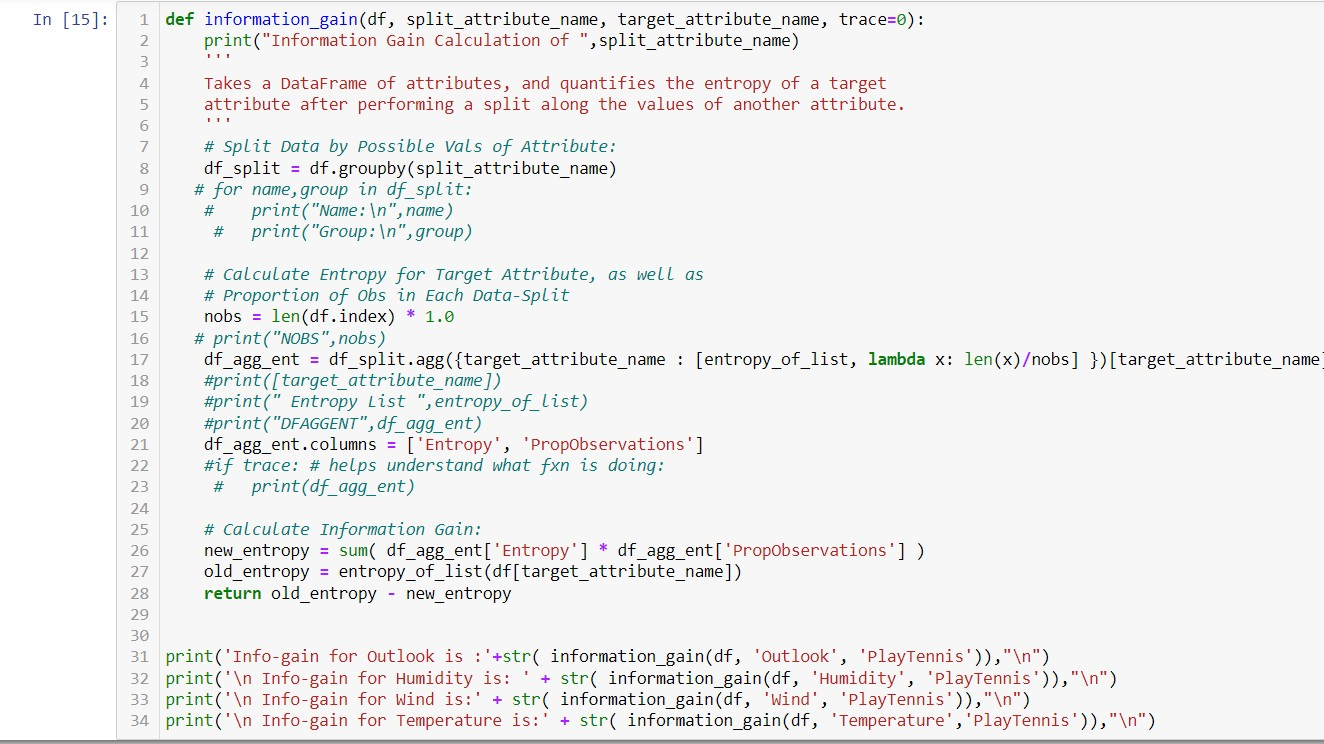 In [15]:
1 def information_gain(df, split_attribute_name, target_attribute_name, trace=0):
2     print("Information Gain Calculation of ",split_attribute_name)
3     '''
4     Takes a DataFrame of attributes, and quantifies the entropy of a target
5     attribute after performing a split along the values of another attribute.
6     '''
7     # Split Data by Possible Vals of Attribute:
8     df_split = df.groupby(split_attribute_name)
9    # for name,group in df_split:
10     #    print("Name:\n",name)
11      #   print("Group:\n",group)
12
13     # Calculate Entropy for Target Attribute, as well as
14     # Proportion of Obs in Each Data-Split
15     nobs = len(df.index) * 1.0
16    # print("NOBS",nobs)
17     df_agg_ent = df_split.agg({target_attribute_name : [entropy_of_list, lambda x: len(x)/nobs] })[target_attribute_name]
18     #print([target_attribute_name])
19     #print(" Entropy List ",entropy_of_list)
20     #print("DFAGGENT",df_agg_ent)
21     df_agg_ent.columns = ['Entropy', 'PropObservations']
22     #if trace: # helps understand what fxn is doing:
23      #   print(df_agg_ent)
24
25     # Calculate Information Gain:
26     new_entropy = sum( df_agg_ent['Entropy'] * df_agg_ent['PropObservations'] )
27     old_entropy = entropy_of_list(df[target_attribute_name])
28     return old_entropy - new_entropy
29
30
31 print('Info-gain for Outlook is :'+str( information_gain(df, 'Outlook', 'PlayTennis')),"\n")
32 print('\n Info-gain for Humidity is: ' + str( information_gain(df, 'Humidity', 'PlayTennis')),"\n")
33 print('\n Info-gain for Wind is:' + str( information_gain(df, 'Wind', 'PlayTennis')),"\n")
34 print('\n Info-gain for Temperature is:' + str( information_gain(df, 'Temperature','PlayTennis')),"\n")